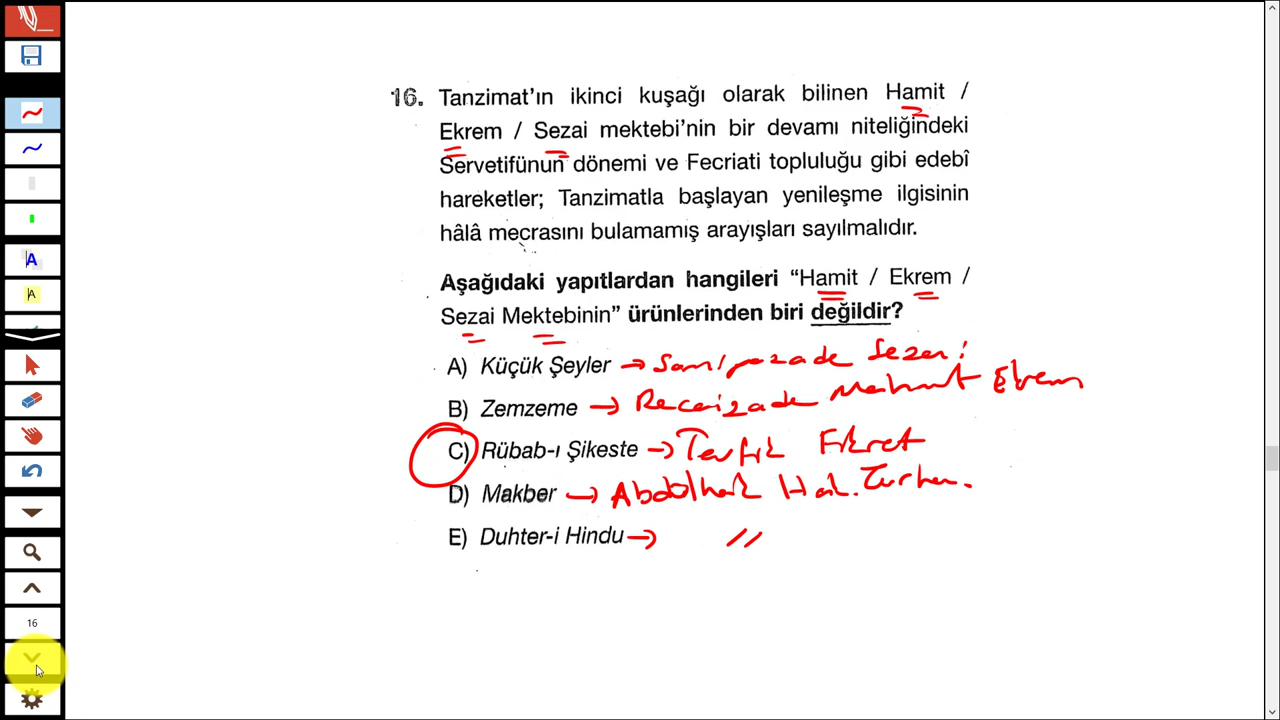 16. Tanzimat’ın ikinci kuşağı olarak bilinen Hamit /
Ekrem / Sezai mektebi’nin bir devamı niteliğindeki
Servetifünun dönemi ve Fecriati topluluğu gibi edebî
hareketler; Tanzimatla başlayan yenileşme ilgisinin
hâlâ mecrasını bulamamış arayışları sayılmalıdır.
Aşağıdaki yapıtlardan hangileri “Hamit / Ekrem /
Sezai Mektebinin” ürünlerinden biri değildir?
A) Küçük Şeyler → Samipazade Sezai
B) Zemzeme → Recaizade Mahmut Ekrem
C) Rübab-ı Şikeste → Tevfik Fikret
D) Makber → Abdülhak Ham. Tarhan.
E) Duhter-i Hindu → //
A
A
16